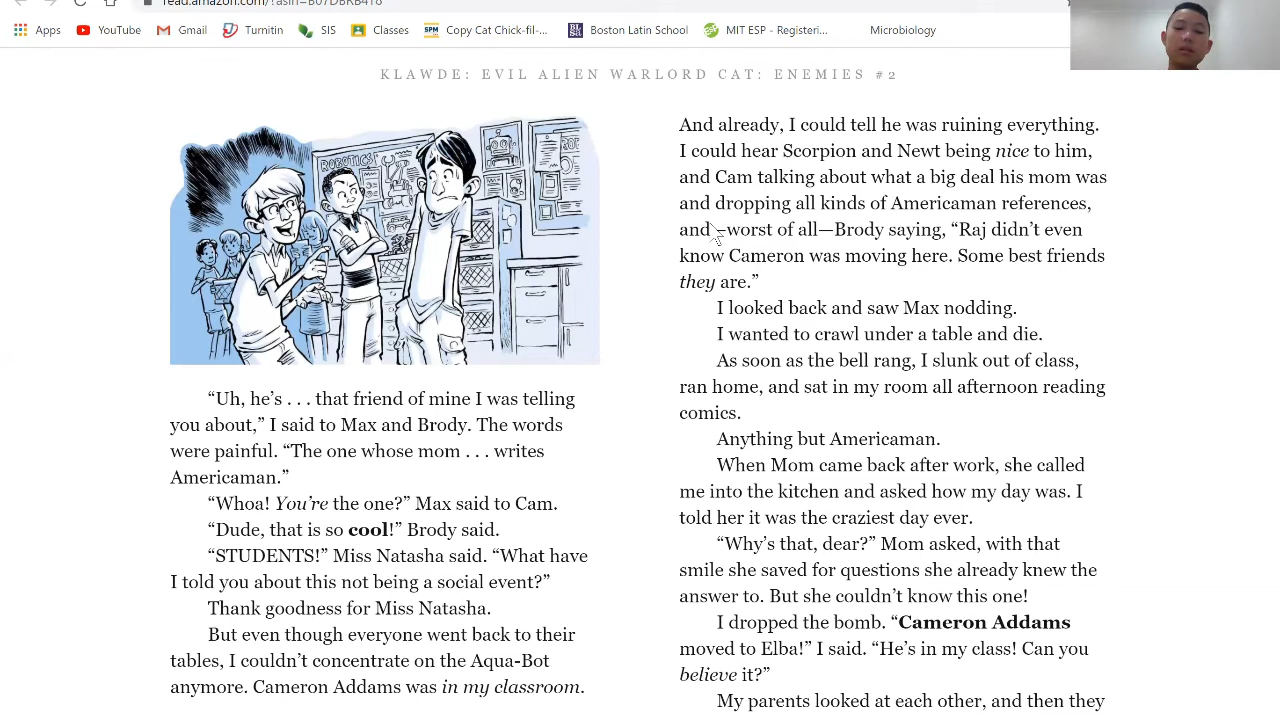 read.amazon.com/?asin=B07DBRB418
Apps YouTube Gmail Turnitin SIS Classes Copy Cat Chick-fil-... Boston Latin School MIT ESP - Registeri... Microbiology
KLAWDE: EVIL ALIEN WARLORD CAT: ENEMIES #2
ROBOTICS
“Uh, he’s . . . that friend of mine I was telling
you about,” I said to Max and Brody. The words
were painful. “The one whose mom . . . writes
Americaman.”
“Whoa! You’re the one?” Max said to Cam.
“Dude, that is so cool!” Brody said.
“STUDENTS!” Miss Natasha said. “What have
I told you about this not being a social event?”
Thank goodness for Miss Natasha.
But even though everyone went back to their
tables, I couldn’t concentrate on the Aqua-Bot
anymore. Cameron Addams was in my classroom.
And already, I could tell he was ruining everything.
I could hear Scorpion and Newt being nice to him,
and Cam talking about what a big deal his mom was
and dropping all kinds of Americaman references,
and—worst of all—Brody saying, “Raj didn’t even
know Cameron was moving here. Some best friends
they are.”
I looked back and saw Max nodding.
I wanted to crawl under a table and die.
As soon as the bell rang, I slunk out of class,
ran home, and sat in my room all afternoon reading
comics.
Anything but Americaman.
When Mom came back after work, she called
me into the kitchen and asked how my day was. I
told her it was the craziest day ever.
“Why’s that, dear?” Mom asked, with that
smile she saved for questions she already knew the
answer to. But she couldn’t know this one!
I dropped the bomb. “Cameron Addams
moved to Elba!” I said. “He’s in my class! Can you
believe it?”
My parents looked at each other, and then they